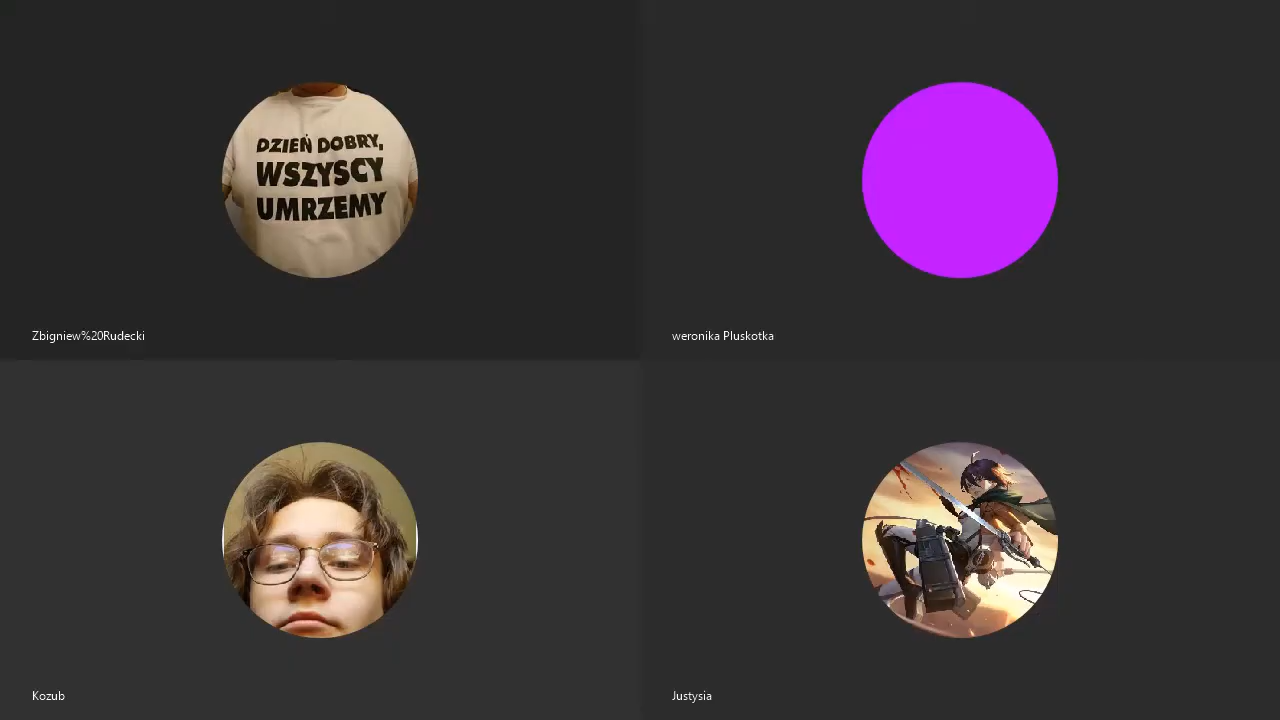 DZIEŃ DOBRY,
WSZYSCY
UMRZEMY
Zbigniew%20Rudecki
weronika Pluskotka
Kozub
Justysia